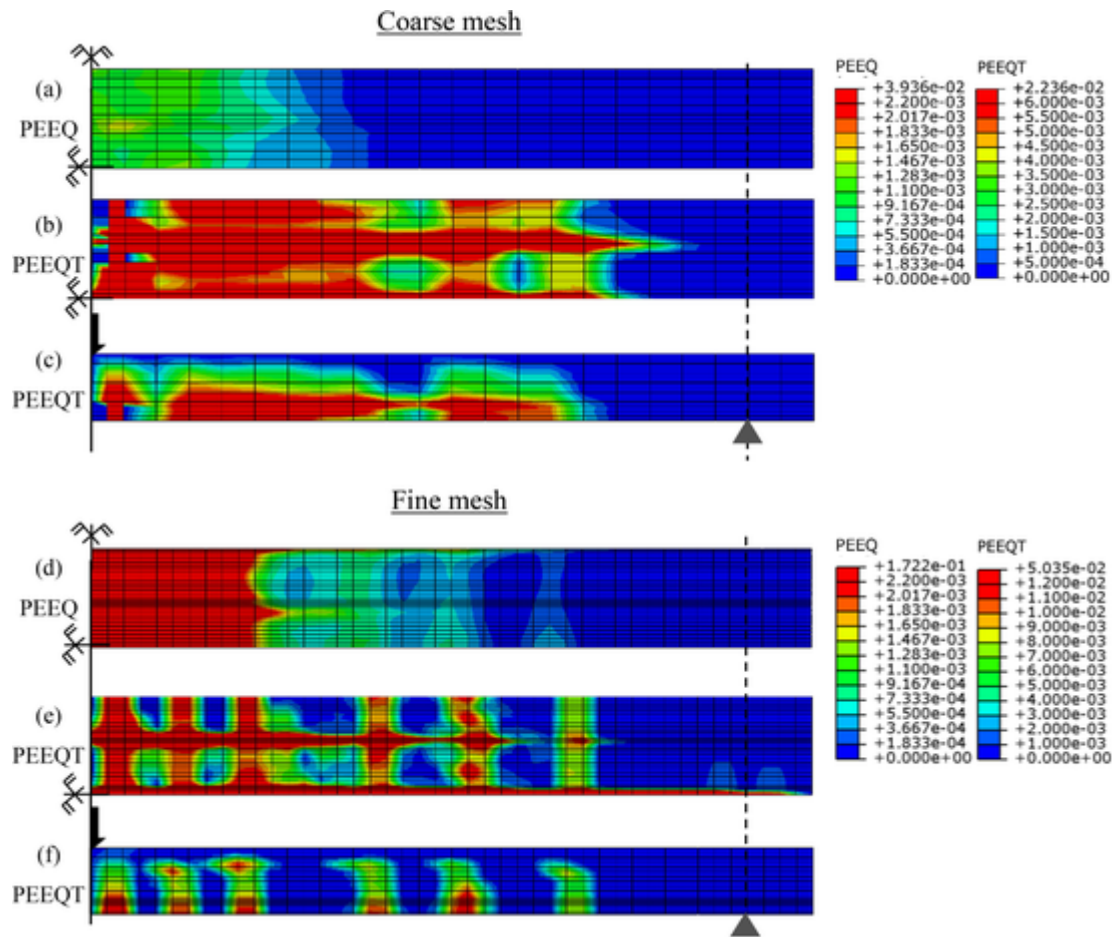 Coarse mesh
(a)
PEEQ
(b)
PEEQT
(c)
PEEQT
PEEQ
+3.936e-02
+2.200e-03
+2.017e-03
+1.833e-03
+1.650e-03
+1.467e-03
+1.283e-03
+1.100e-03
+9.167e-04
+7.333e-04
+5.500e-04
+3.667e-04
+1.833e-04
+0.000e+00
PEEQT
+2.236e-02
+6.000e-03
+5.500e-03
+5.000e-03
+4.500e-03
+4.000e-03
+3.500e-03
+3.000e-03
+2.500e-03
+2.000e-03
+1.500e-03
+1.000e-03
+5.000e-04
+0.000e+00
Fine mesh
(d)
PEEQ
(e)
PEEQT
(f)
PEEQT
PEEQ
+1.722e-01
+2.200e-03
+2.017e-03
+1.833e-03
+1.650e-03
+1.467e-03
+1.283e-03
+1.100e-03
+9.167e-04
+7.333e-04
+5.500e-04
+3.667e-04
+1.833e-04
+0.000e+00
PEEQT
+5.035e-02
+1.200e-02
+1.100e-02
+1.000e-02
+9.000e-03
+8.000e-03
+7.000e-03
+6.000e-03
+5.000e-03
+4.000e-03
+3.000e-03
+2.000e-03
+1.000e-03
+0.000e+00